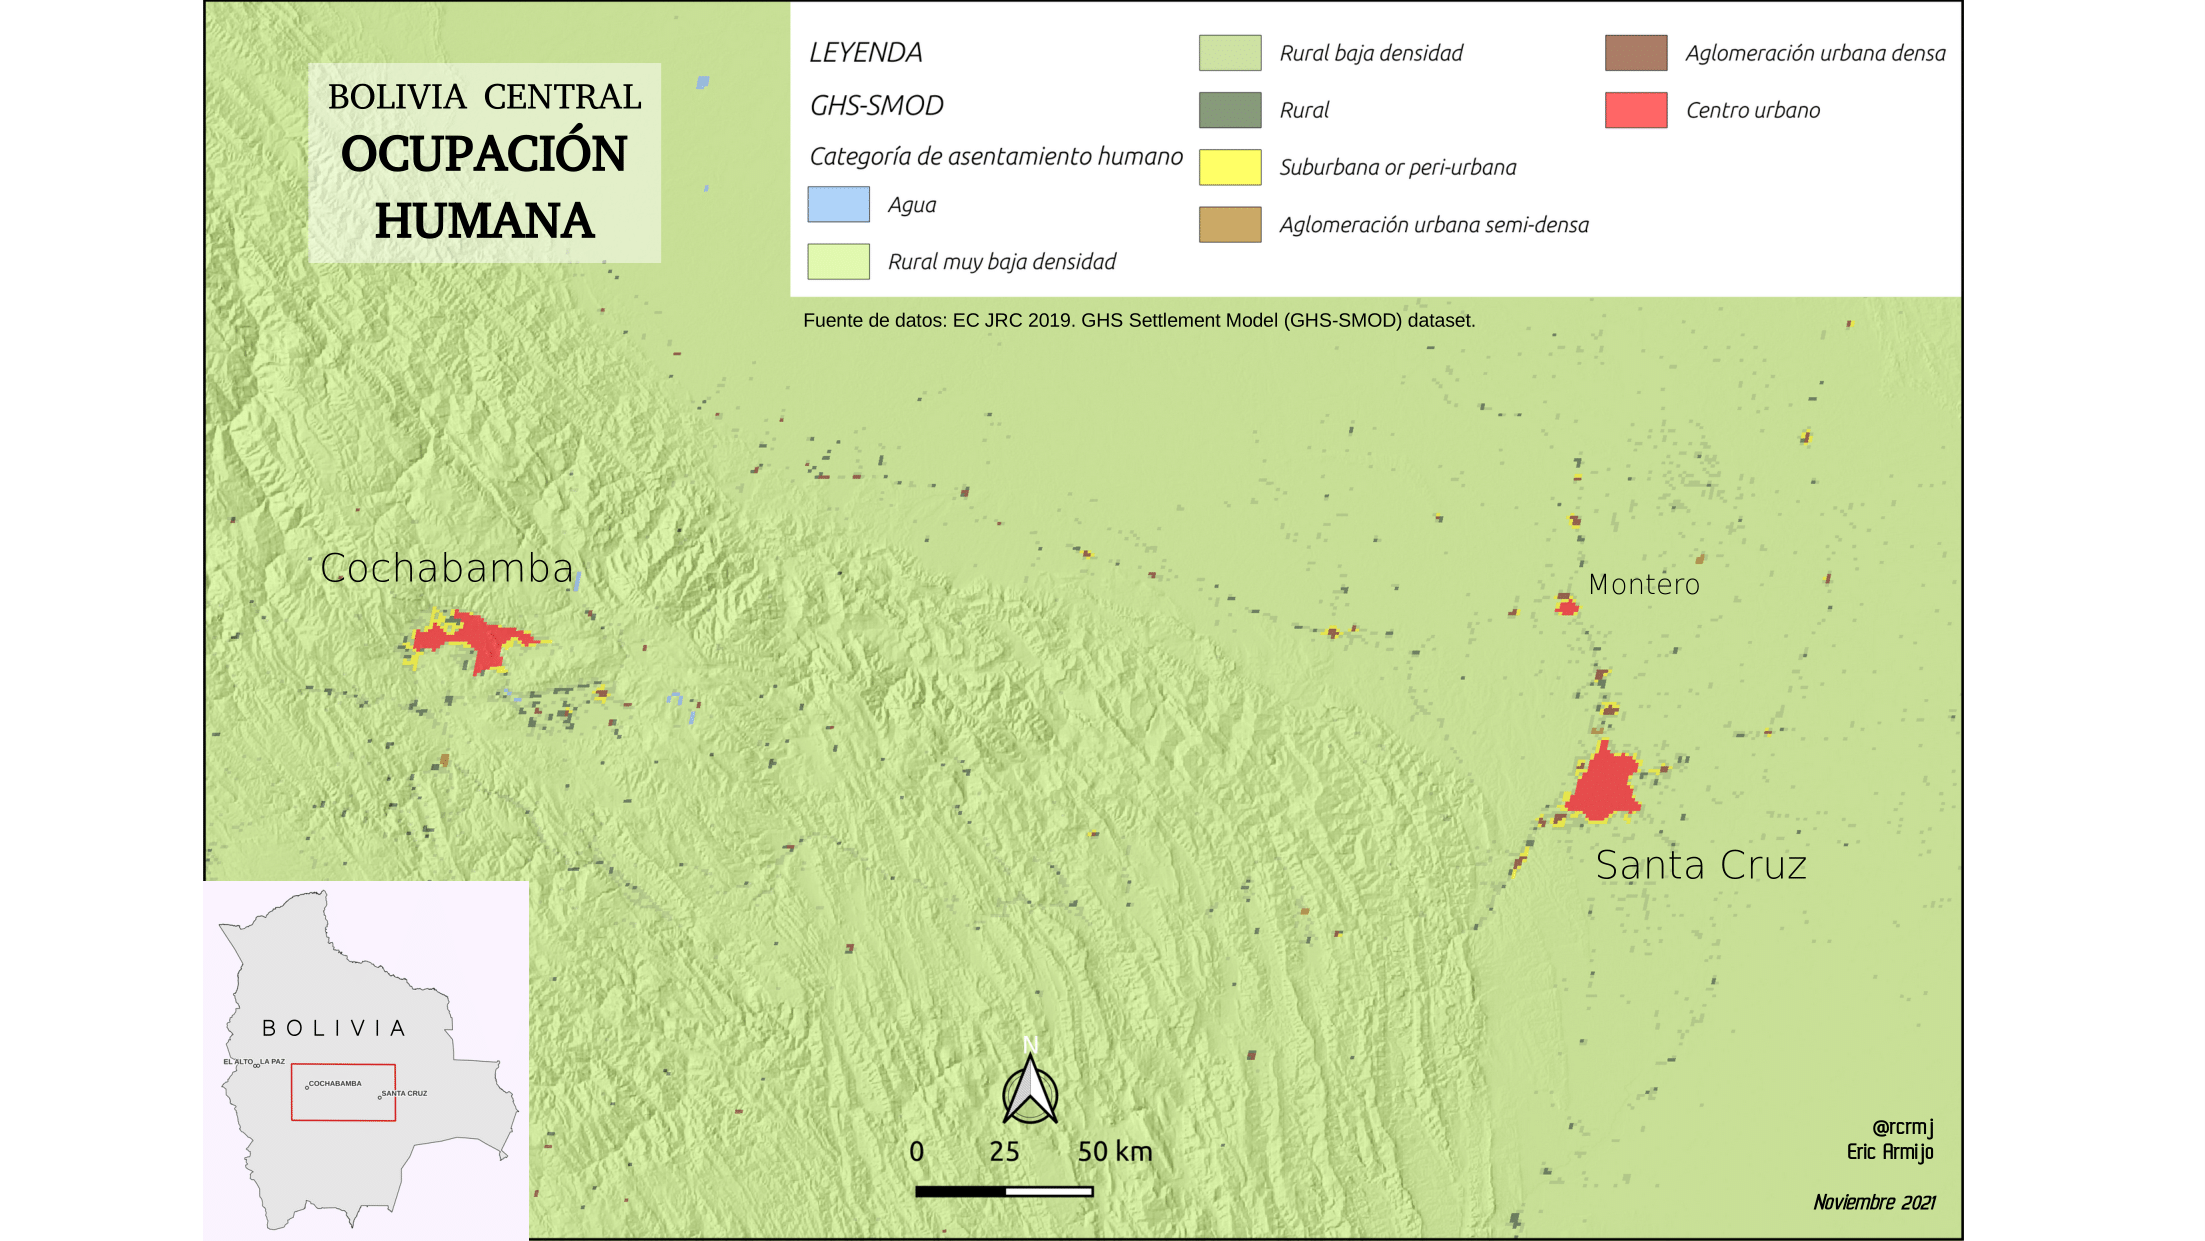 BOLIVIA CENTRAL
OCUPACIÓN
HUMANA
LEYENDA
GHS-SMOD
Categoría de asentamiento humano
Agua
Rural muy baja densidad
Rural baja densidad
Rural
Suburbana or peri-urbana
Aglomeración urbana semi-densa
Aglomeración urbana densa
Centro urbano
Fuente de datos: EC JRC 2019. GHS Settlement Model (GHS-SMOD) dataset.
Cochabamba
Montero
Santa Cruz
BOLIVIA
EL ALTO
LA PAZ
COCHABAMBA
SANTA CRUZ
N
0 25 50 km
@rcrmj
Eric Armijo
Noviembre 2021